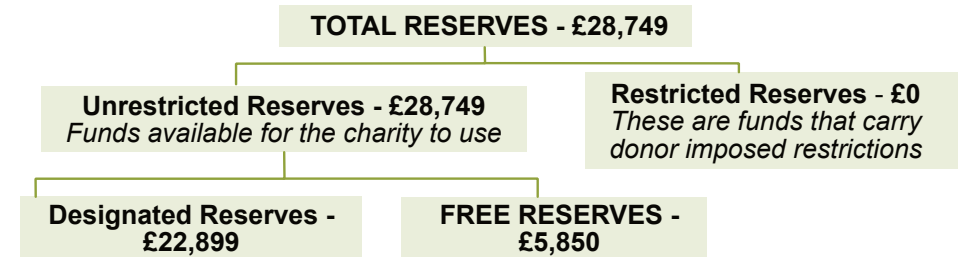 TOTAL RESERVES - £28,749
Unrestricted Reserves - £28,749
Funds available for the charity to use
Restricted Reserves - £0
These are funds that carry
donor imposed restrictions
Designated Reserves -
£22,899
FREE RESERVES -
£5,850